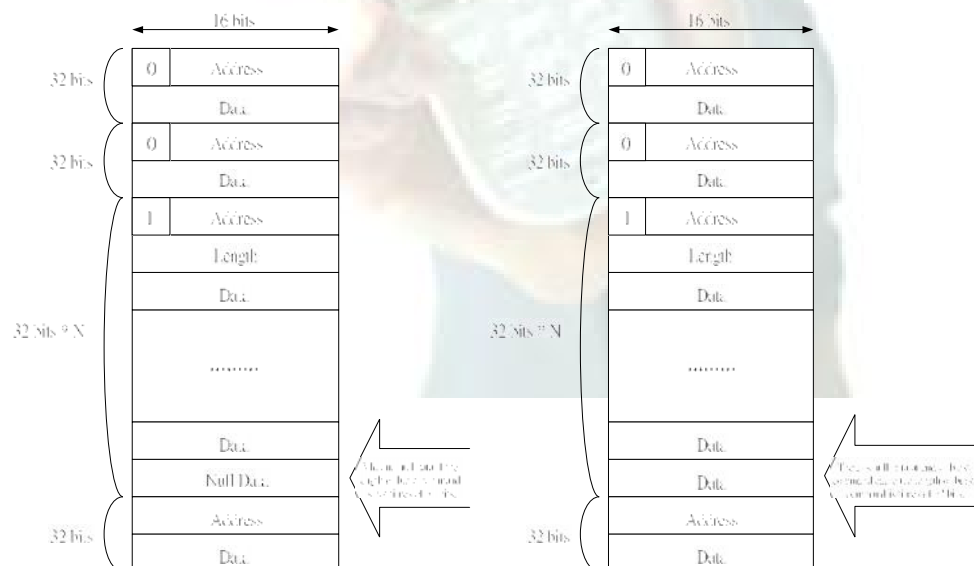 16 bits
32 bits
0 Address
Data
32 bits
0 Address
Data
1 Address
Length
Data
32 bits * N
.........
Data
Null Data
Address
32 bits
Data
16 bits
32 bits
0 Address
Data
32 bits
0 Address
Data
1 Address
Length
Data
32 bits * N
.........
Data
Data
Address
32 bits
Data